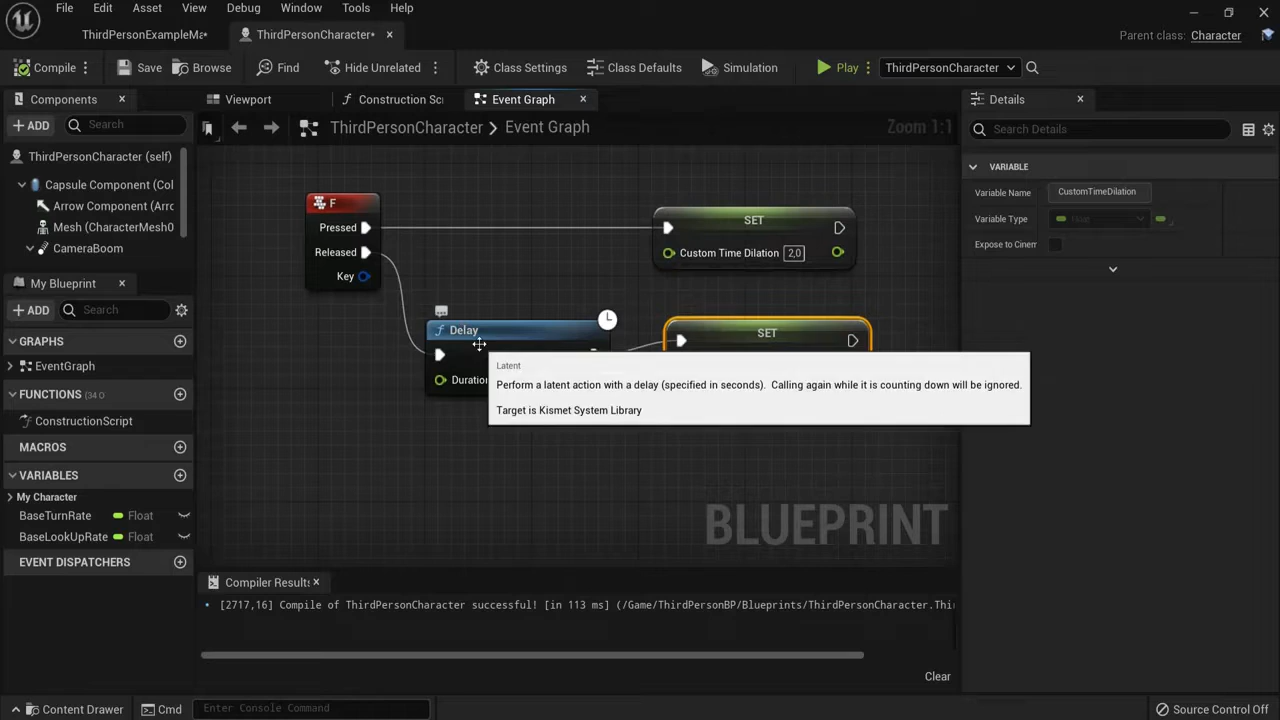 File Edit Asset View Debug Window Tools Help
ThirdPersonExampleMa*
ThirdPersonCharacter*
Parent class: Character
Compile
Save
Browse
Find
Hide Unrelated
Class Settings
Class Defaults
Simulation
Play
ThirdPersonCharacter
Components
Viewport
Construction Sc
Event Graph
Details
+ ADD
Search
ThirdPersonCharacter > Event Graph
Zoom 1:1
Search Details
ThirdPersonCharacter (self)
Capsule Component (Col
Arrow Component (Arrc
Mesh (CharacterMesh0
CameraBoom
VARIABLE
Variable Name CustomTimeDilation
Variable Type
Expose to Cinem
F
Pressed
Released
Key
SET
Custom Time Dilation 2,0
My Blueprint
+ ADD
Search
GRAPHS
EventGraph
FUNCTIONS (34 O
ConstructionScript
MACROS
VARIABLES
My Character
BaseTurnRate Float
BaseLookUpRate Float
EVENT DISPATCHERS
Delay
Duration
SET
Latent
Perform a latent action with a delay (specified in seconds). Calling again while it is counting down will be ignored.
Target is Kismet System Library
BLUEPRINT
Compiler Results
[2717,16] Compile of ThirdPersonCharacter successful! [in 113 ms] (/Game/ThirdPersonBP/Blueprints/ThirdPersonCharacter.Thi
Clear
Content Drawer
Cmd
Enter Console Command
Source Control Off